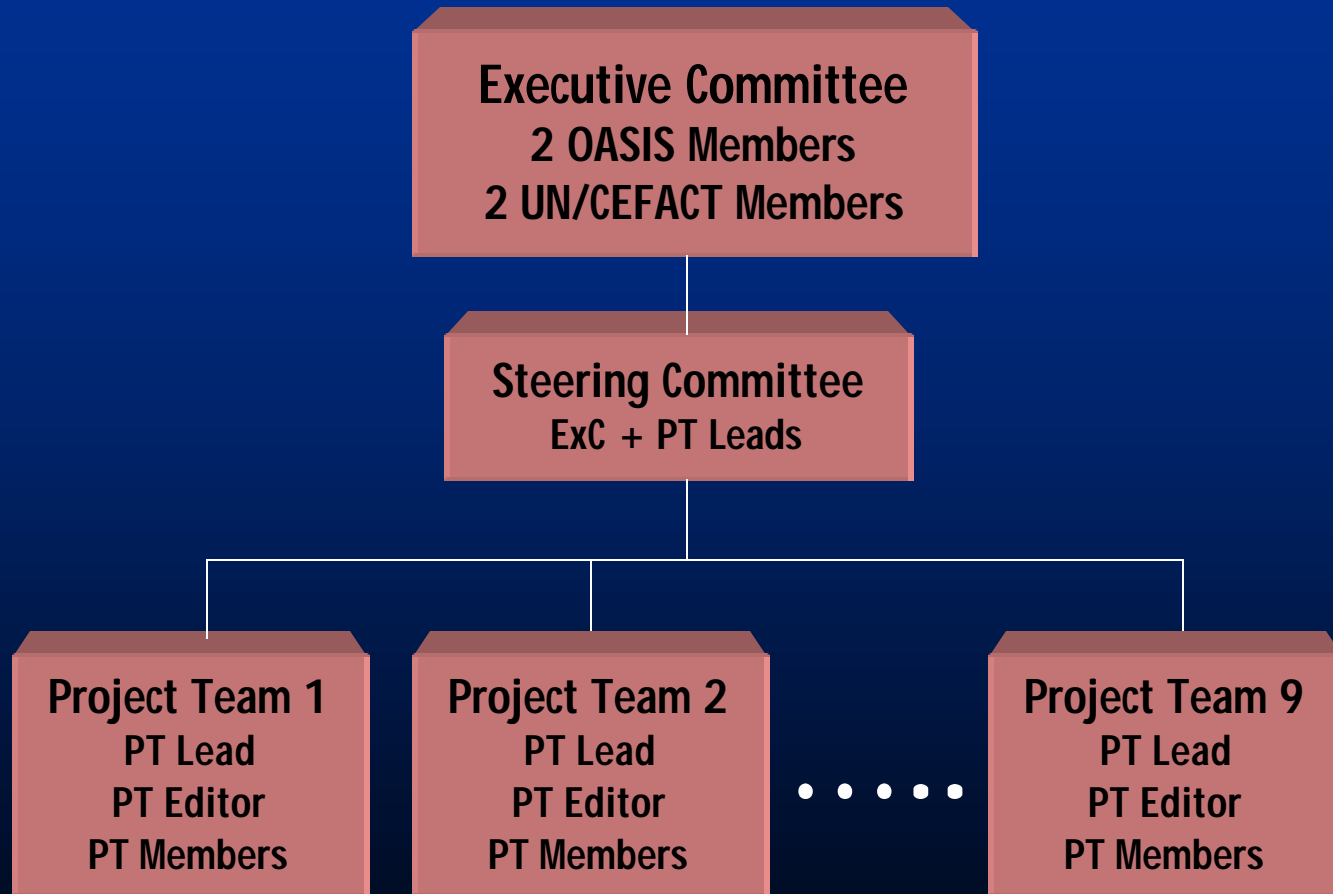 Executive Committee
2 OASIS Members
2 UN/CEFACT Members
Steering Committee
ExC + PT Leads
Project Team 1
PT Lead
PT Editor
PT Members
Project Team 2
PT Lead
PT Editor
PT Members
Project Team 9
PT Lead
PT Editor
PT Members